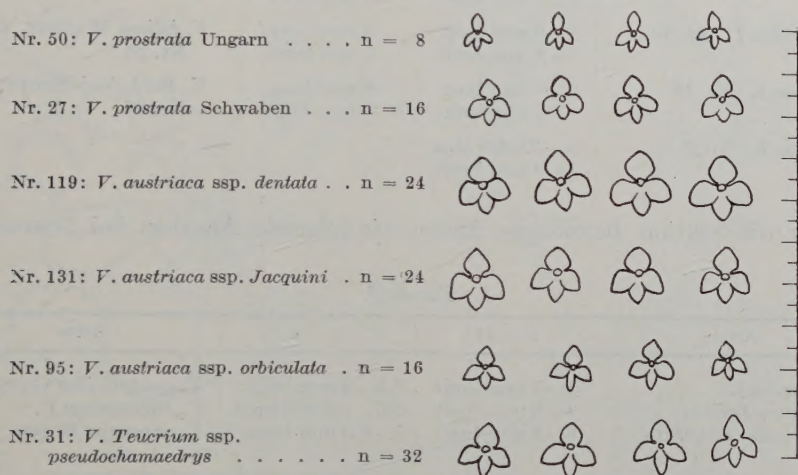 Nr. 50: V. prostrata Ungarn . . . . n = 8
Nr. 27: V. prostrata Schwaben . . . n = 16
Nr. 119: V. austriaca ssp. dentata . . n = 24
Nr. 131: V. austriaca ssp. Jacquini . n = 24
Nr. 95: V. austriaca ssp. orbiculata . n = 16
Nr. 31: V. Teucrium ssp.
pseudochamaedrys . . . . . . n = 32